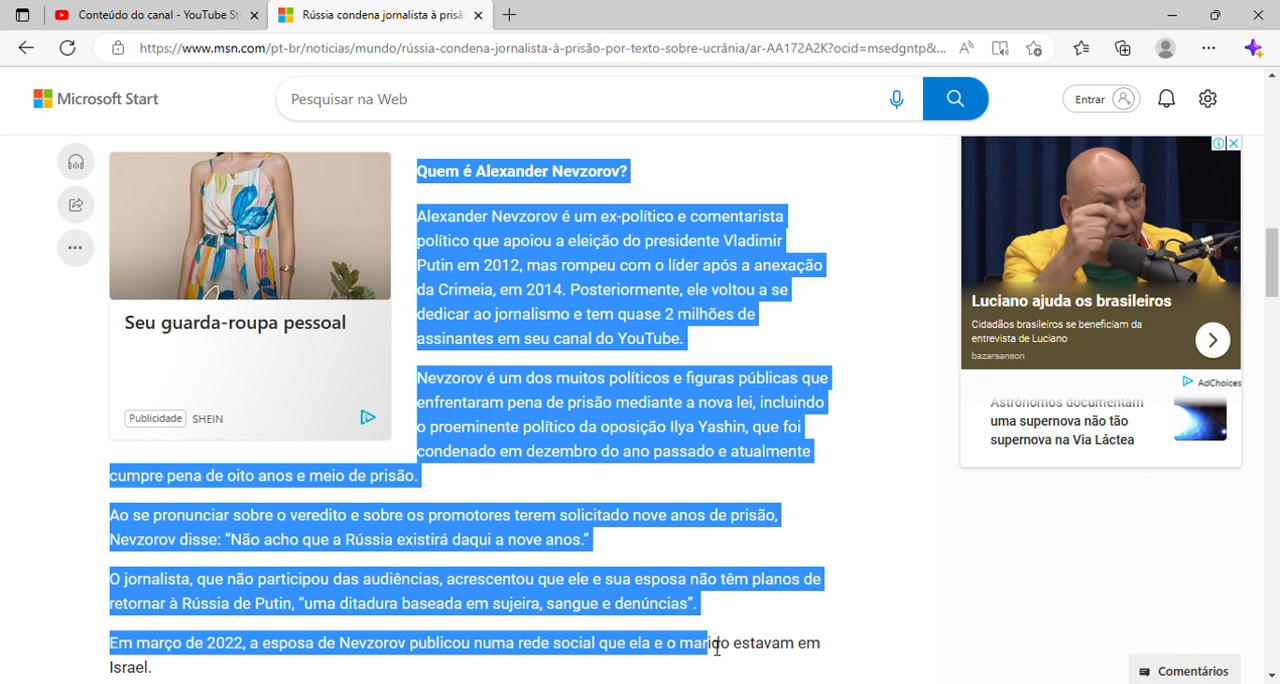 Conteúdo do canal - YouTube St
Rússia condena jornalista à prisã
https://www.msn.com/pt-br/noticias/mundo/rússia-condena-jornalista-à-prisão-por-texto-sobre-ucrânia/ar-AA172A2K?ocid=msedgntp&...
Microsoft Start
Pesquisar na Web
Entrar
Quem é Alexander Nevzorov?
Alexander Nevzorov é um ex-político e comentarista
político que apoiou a eleição do presidente Vladimir
Putin em 2012, mas rompeu com o líder após a anexação
da Crimeia, em 2014. Posteriormente, ele voltou a se
dedicar ao jornalismo e tem quase 2 milhões de
assinantes em seu canal do YouTube.
Nevzorov é um dos muitos políticos e figuras públicas que
enfrentaram pena de prisão mediante a nova lei, incluindo
o proeminente político da oposição Ilya Yashin, que foi
condenado em dezembro do ano passado e atualmente
cumpre pena de oito anos e meio de prisão.
Ao se pronunciar sobre o veredito e sobre os promotores terem solicitado nove anos de prisão,
Nevzorov disse: “Não acho que a Rússia existirá daqui a nove anos.”
O jornalista, que não participou das audiências, acrescentou que ele e sua esposa não têm planos de
retornar à Rússia de Putin, “uma ditadura baseada em sujeira, sangue e denúncias”.
Em março de 2022, a esposa de Nevzorov publicou numa rede social que ela e o marido estavam em
Israel.
Seu guarda-roupa pessoal
Publicidade SHEIN
Luciano ajuda os brasileiros
Cidadãos brasileiros se beneficiam da
entrevista de Luciano
bazarsanson
AdChoices
Astrônomos documentam
uma supernova não tão
supernova na Via Láctea
Comentários